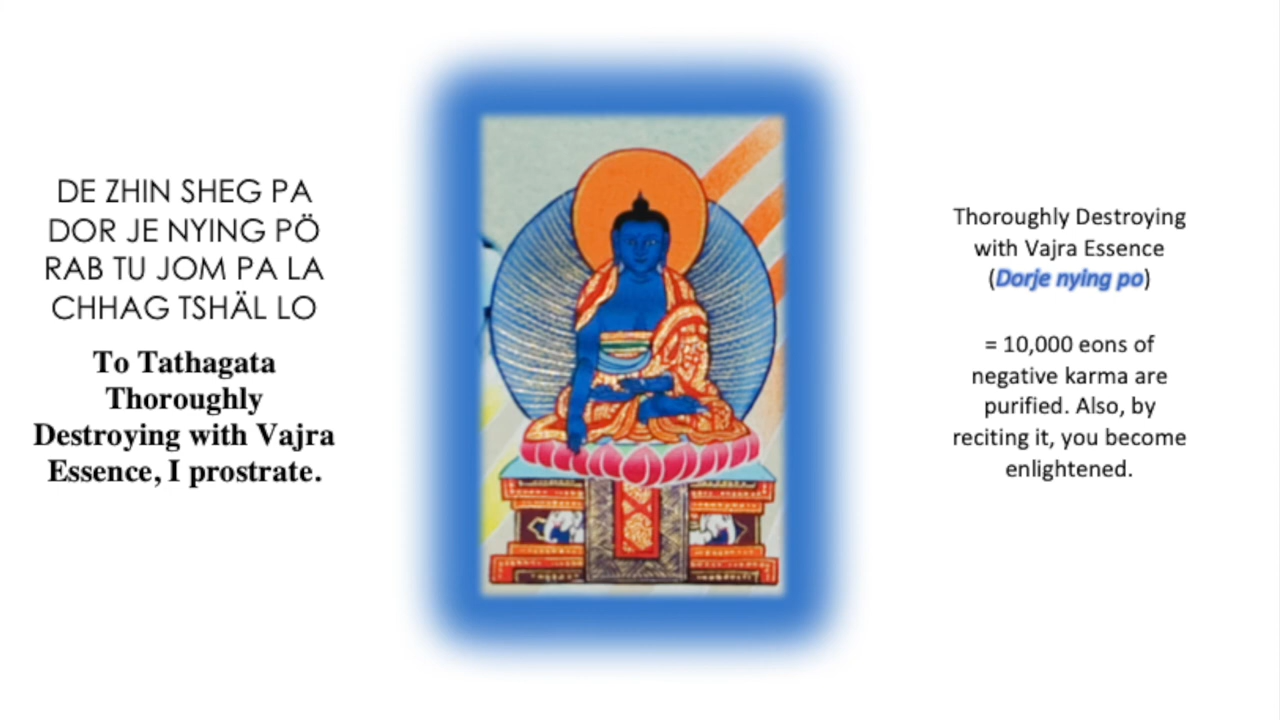 DE ZHIN SHEG PA
DOR JE NYING PÖ
RAB TU JOM PA LA
CHHAG TSHÄL LO
To Tathagata
Thoroughly
Destroying with Vajra
Essence, I prostrate.
Thoroughly Destroying
with Vajra Essence
(Dorje nying po)
= 10,000 eons of
negative karma are
purified. Also, by
reciting it, you become
enlightened.